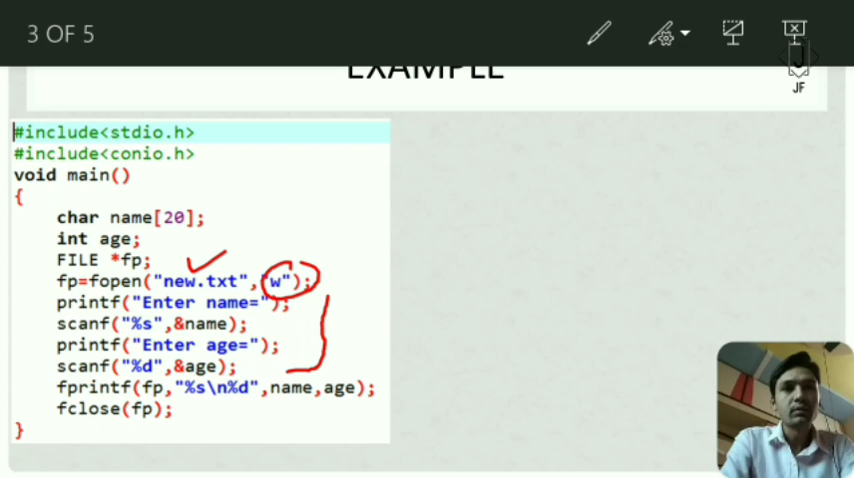 3 OF 5
EXAMPLE
J
JF
#include<stdio.h>
#include<conio.h>
void main()
{
char name[20];
int age;
FILE *fp;
fp=fopen("new.txt","w");
printf("Enter name=");
scanf("%s",&name);
printf("Enter age=");
scanf("%d",&age);
fprintf(fp,"%s\n%d",name,age);
fclose(fp);
}